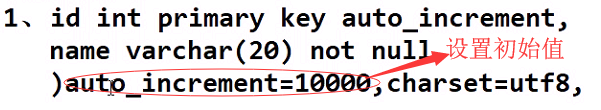 1、id int primary key auto_increment,
name varchar(20) not null
)auto_increment=10000,charset=utf8,
设置初始值